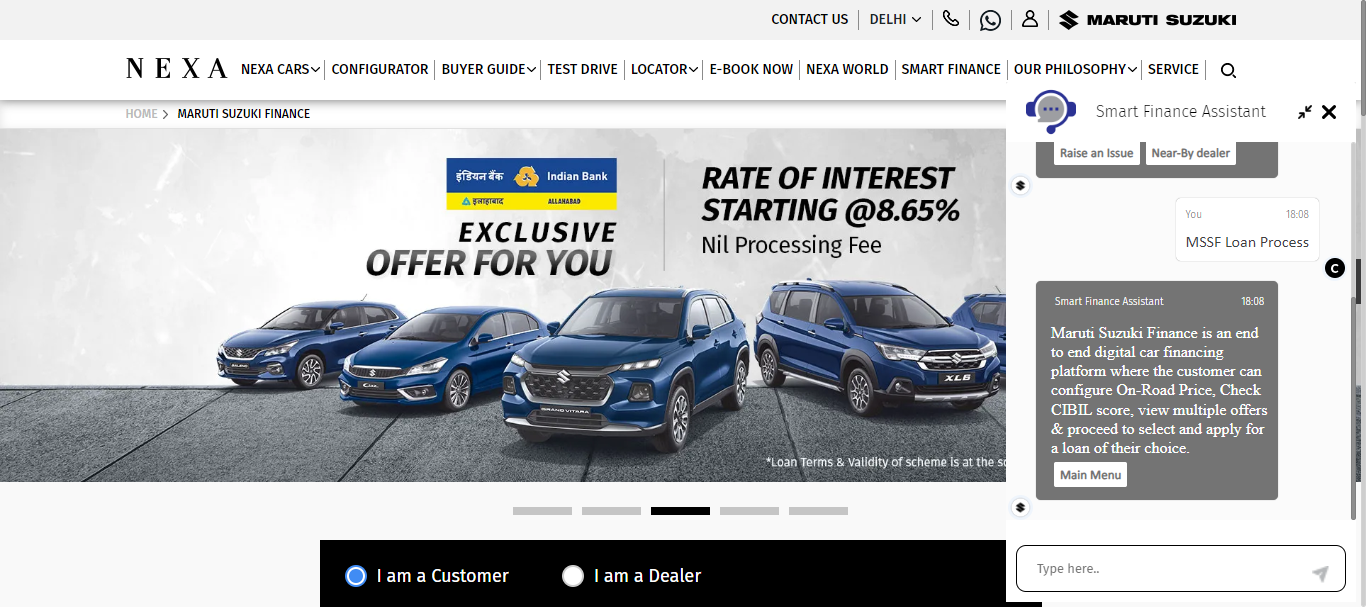 CONTACT US
DELHI
MARUTI SUZUKI
NEXA
NEXA CARS
CONFIGURATOR
BUYER GUIDE
TEST DRIVE
LOCATOR
E-BOOK NOW
NEXA WORLD
SMART FINANCE
OUR PHILOSOPHY
SERVICE
HOME
MARUTI SUZUKI FINANCE
इंडियन बैंक
Indian Bank
इलाहाबाद
ALLAHABAD
EXCLUSIVE
OFFER FOR YOU
RATE OF INTEREST
STARTING @8.65%
Nil Processing Fee
BALENO
CIAZ
GRAND VITARA
XL6
*Loan Terms & Validity of scheme is at the
I am a Customer
I am a Dealer
Smart Finance Assistant
Raise an Issue
Near-By dealer
You
18:08
MSSF Loan Process
C
Smart Finance Assistant
18:08
Maruti Suzuki Finance is an end
to end digital car financing
platform where the customer can
configure On-Road Price, Check
CIBIL score, view multiple offers
& proceed to select and apply for
a loan of their choice.
Main Menu
Type here..